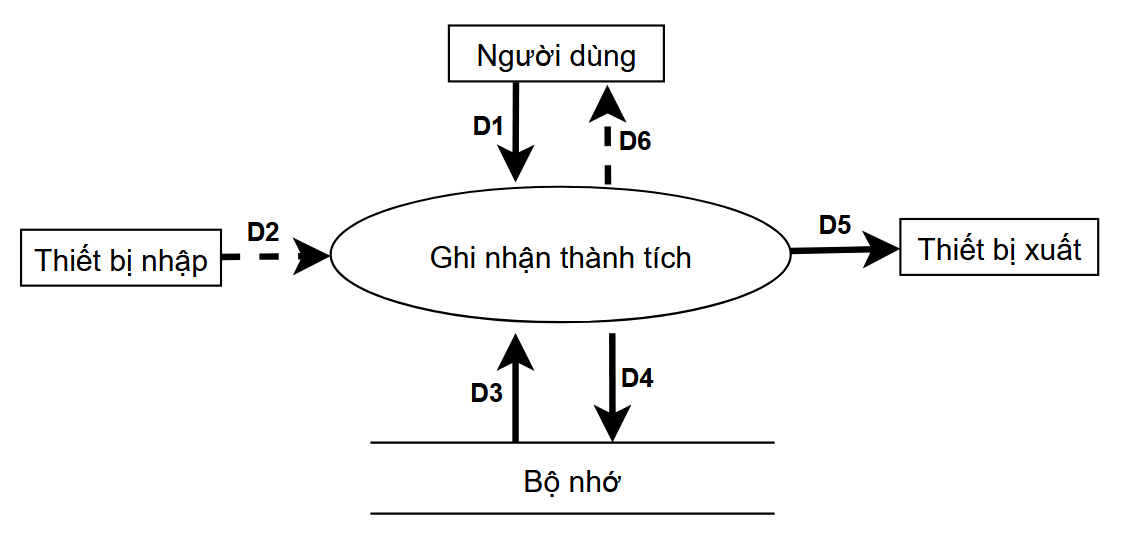 Người dùng
D1
D6
Thiết bị nhập
D2
Ghi nhận thành tích
D5
Thiết bị xuất
D3
D4
Bộ nhớ